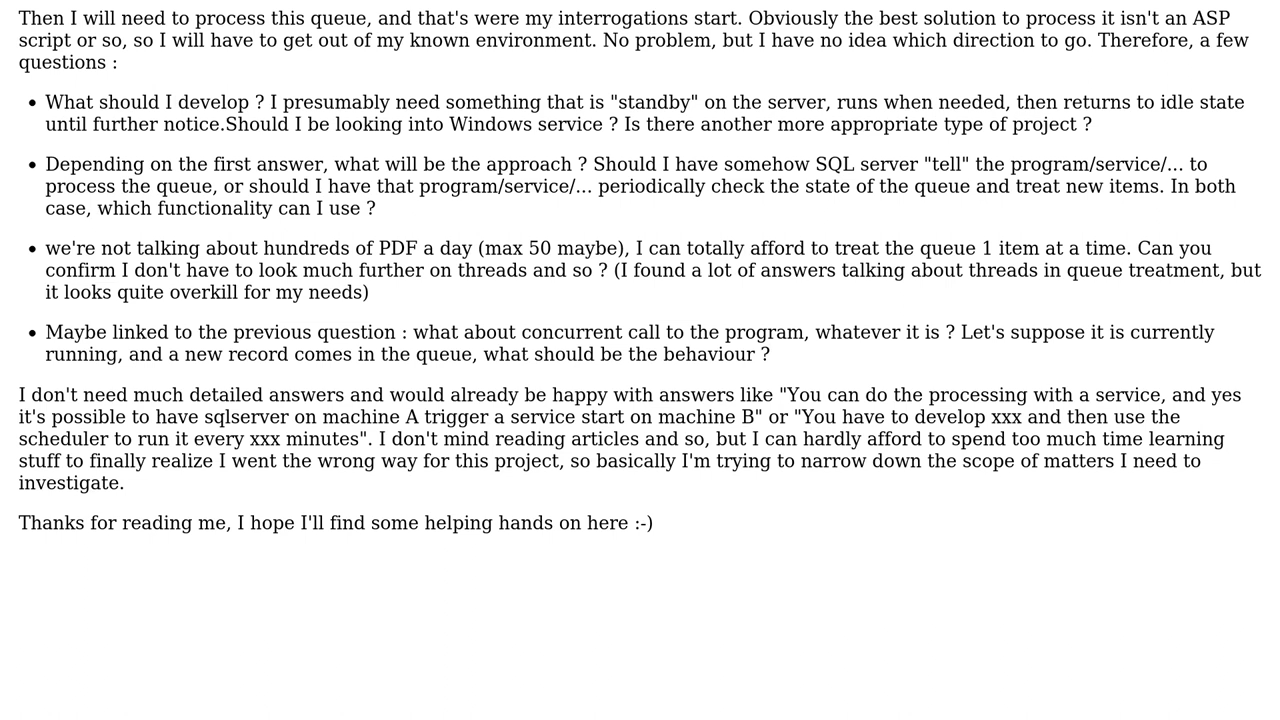 Then I will need to process this queue, and that's were my interrogations start. Obviously the best solution to process it isn't an ASP
script or so, so I will have to get out of my known environment. No problem, but I have no idea which direction to go. Therefore, a few
questions :
• What should I develop ? I presumably need something that is "standby" on the server, runs when needed, then returns to idle state
until further notice.Should I be looking into Windows service ? Is there another more appropriate type of project ?
• Depending on the first answer, what will be the approach ? Should I have somehow SQL server "tell" the program/service/... to
process the queue, or should I have that program/service/... periodically check the state of the queue and treat new items. In both
case, which functionality can I use ?
• we're not talking about hundreds of PDF a day (max 50 maybe), I can totally afford to treat the queue 1 item at a time. Can you
confirm I don't have to look much further on threads and so ? (I found a lot of answers talking about threads in queue treatment, but
it looks quite overkill for my needs)
• Maybe linked to the previous question : what about concurrent call to the program, whatever it is ? Let's suppose it is currently
running, and a new record comes in the queue, what should be the behaviour ?
I don't need much detailed answers and would already be happy with answers like "You can do the processing with a service, and yes
it's possible to have sqlserver on machine A trigger a service start on machine B" or "You have to develop xxx and then use the
scheduler to run it every xxx minutes". I don't mind reading articles and so, but I can hardly afford to spend too much time learning
stuff to finally realize I went the wrong way for this project, so basically I'm trying to narrow down the scope of matters I need to
investigate.
Thanks for reading me, I hope I'll find some helping hands on here :-)